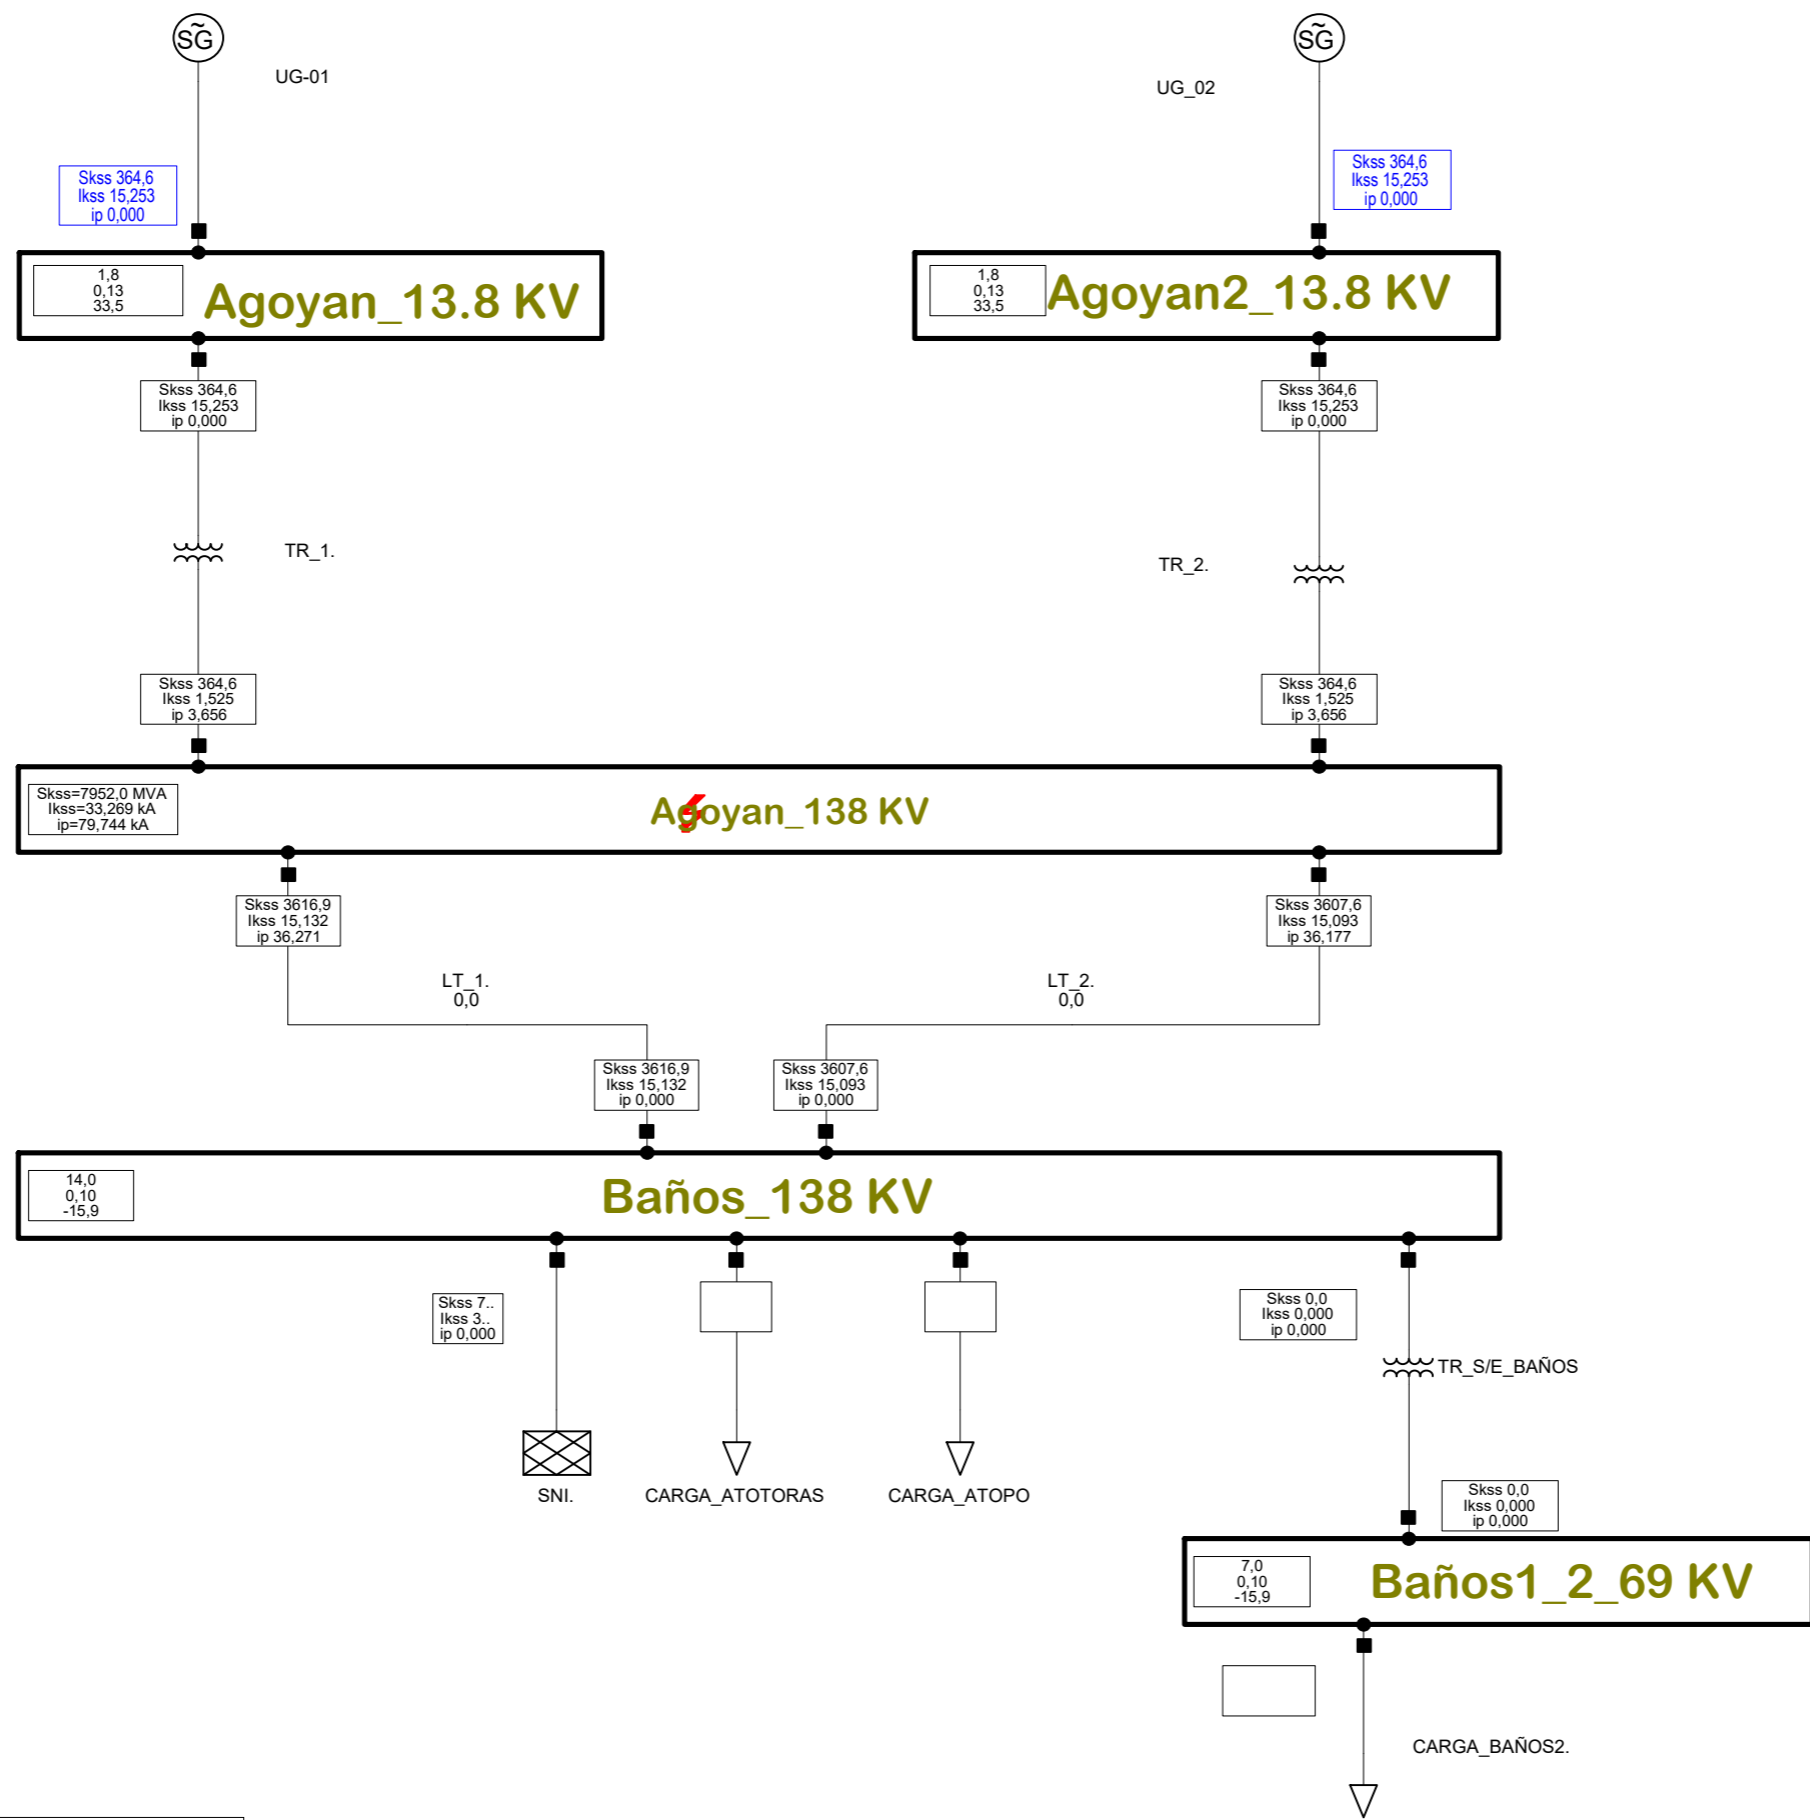 SG
UG-01
SG
UG_02
Skss 364,6
Ikss 15,253
ip 0,000
Skss 364,6
Ikss 15,253
ip 0,000
1,8
0,13
33,5
Agoyan_13.8 KV
1,8
0,13
33,5
Agoyan2_13.8 KV
Skss 364,6
Ikss 15,253
ip 0,000
Skss 364,6
Ikss 15,253
ip 0,000
TR_1.
TR_2.
Skss 364,6
Ikss 1,525
ip 3,656
Skss 364,6
Ikss 1,525
ip 3,656
Skss=7952,0 MVA
Ikss=33,269 kA
ip=79,744 kA
Agoyan_138 KV
Skss 3616,9
Ikss 15,132
ip 36,271
Skss 3607,6
Ikss 15,093
ip 36,177
LT_1.
0,0
LT_2.
0,0
Skss 3616,9
Ikss 15,132
ip 0,000
Skss 3607,6
Ikss 15,093
ip 0,000
14,0
0,10
-15,9
Baños_138 KV
Skss 7..
Ikss 3..
ip 0,000
Skss 0,0
Ikss 0,000
ip 0,000
TR_S/E_BAÑOS
SNI.
CARGA_ATOTORAS
CARGA_ATOPO
Skss 0,0
Ikss 0,000
ip 0,000
7,0
0,10
-15,9
Baños1_2_69 KV
CARGA_BAÑOS2.